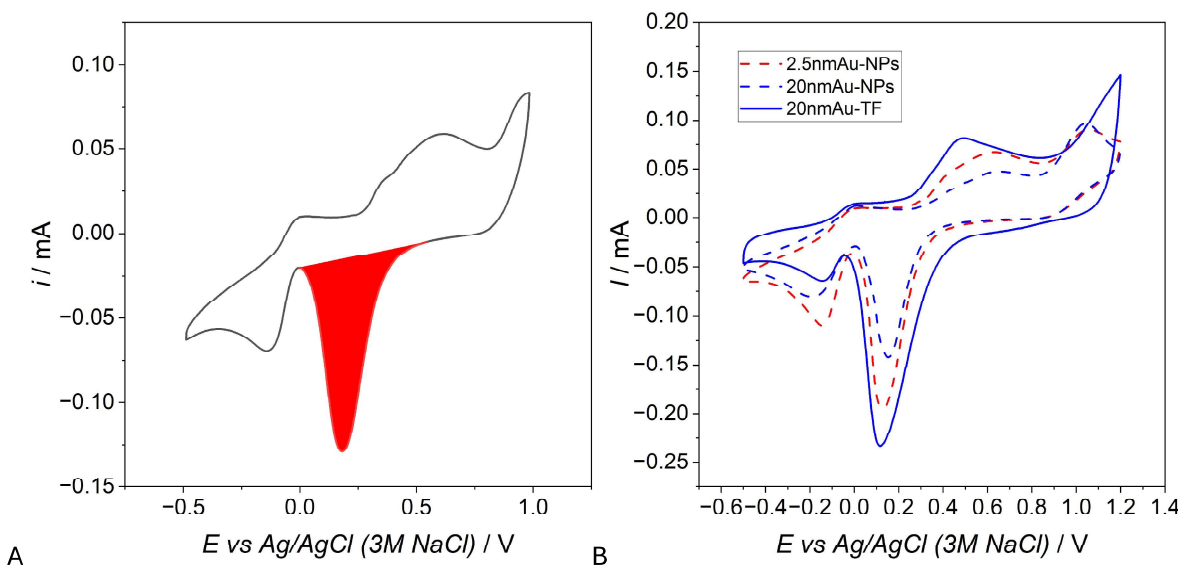 0.10
0.05
0.00
−0.05
−0.10
−0.15
i / mA
−0.5
0.0
0.5
1.0
E vs Ag/AgCl (3M NaCl) / V
A
0.20
0.15
0.10
0.05
0.00
−0.05
−0.10
−0.15
−0.20
−0.25
I / mA
2.5nmAu-NPs
20nmAu-NPs
20nmAu-TF
−0.6 −0.4 −0.2 0.0 0.2 0.4 0.6 0.8 1.0 1.2 1.4
E vs Ag/AgCl (3M NaCl) / V
B